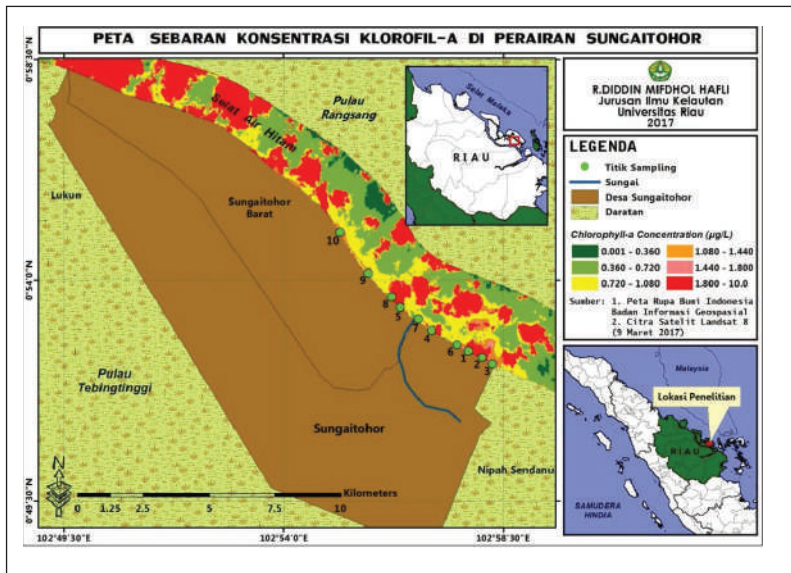 PETA SEBARAN KONSENTRASI KLOROFIL-A DI PERAIRAN SUNGAITOHOR
0°58'30"N
0°54'0"N
0°49'30"N
Selat Air Hitam
Pulau
Rangsang
Lukun
Sungaitohor
Barat
10
9
8
5
7
4
6
1
2
3
Pulau
Tebingtinggi
Sungaitohor
Nipah Sendanu
N
Kilometers
0 1.25 2.5 5 7.5 10
102°49'30"E
102°54'0"E
102°58'30"E
Selat Malaka
RIAU
R.DIDDIN MIFDHOL HAFLI
Jurusan Ilmu Kelautan
Universitas Riau
2017
LEGENDA
Titik Sampling
Sungai
Desa Sungaitohor
Daratan
Chlorophyll-a Concentration (µg/L)
0.001 - 0.360 1.080 - 1.440
0.360 - 0.720 1.440 - 1.800
0.720 - 1.080 1.800 - 10.0
Sumber: 1. Peta Rupa Bumi Indonesia
Badan Informasi Geospasial
2. Citra Satelit Landsat 8
(9 Maret 2017)
Malaysia
Lokasi Penelitian
RIAU
SAMUDERA
HINDIA